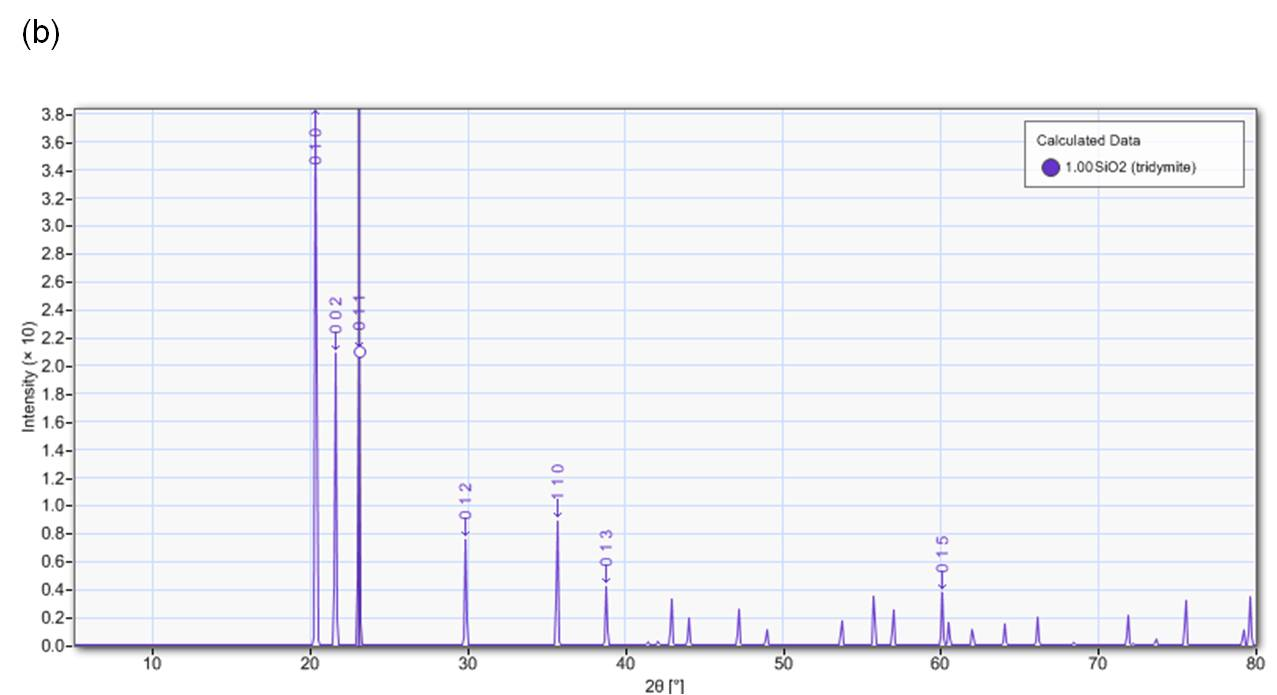 (b)
Calculated Data
1.00SiO2 (tridymite)
Intensity (× 10)
3.8
3.6
3.4
3.2
3.0
2.8
2.6
2.4
2.2
2.0
1.8
1.6
1.4
1.2
1.0
0.8
0.6
0.4
0.2
0.0
0 1 0
0 0 2
0 1 1
0 1 2
1 1 0
0 1 3
0 1 5
10 20 30 40 50 60 70 80
2θ [°]